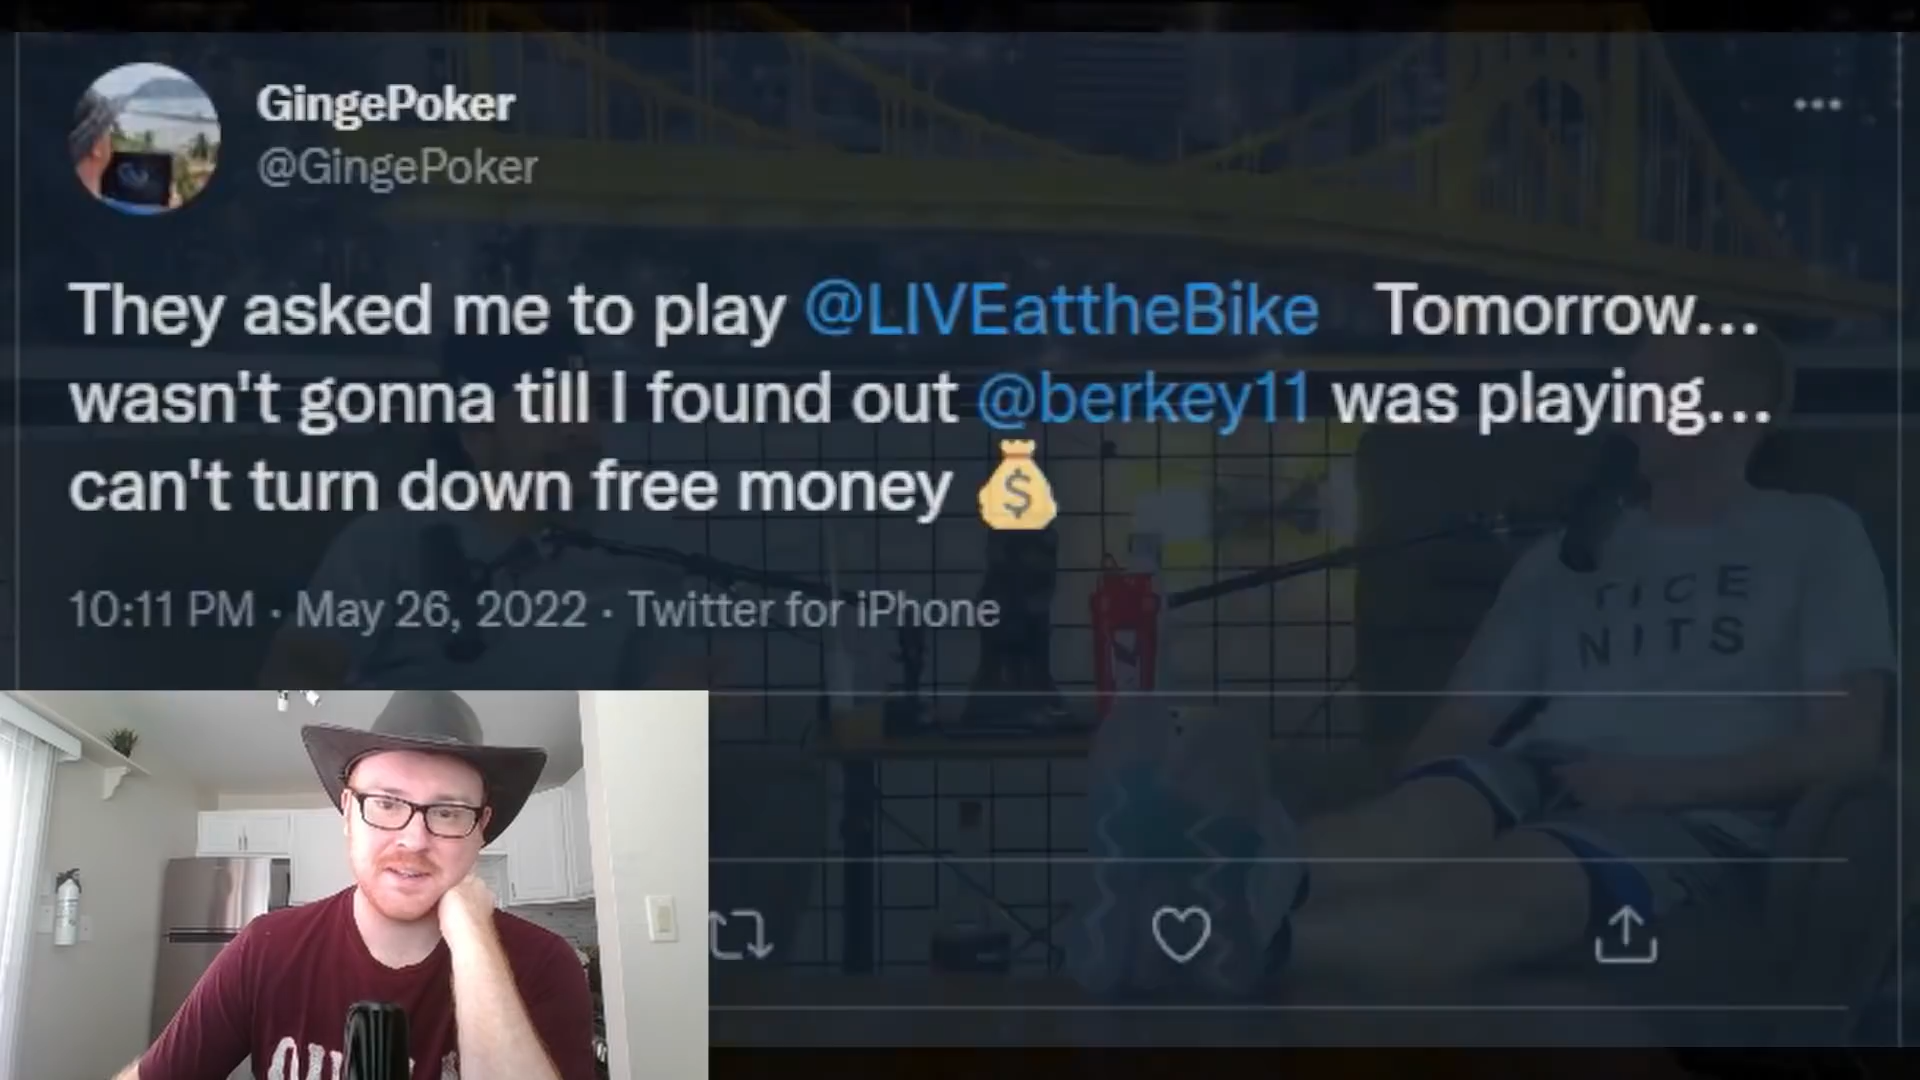 GingePoker
@GingePoker
They asked me to play @LIVEattheBike Tomorrow...
wasn't gonna till I found out @berkey11 was playing...
can't turn down free money
10:11 PM · May 26, 2022 · Twitter for iPhone
NITS